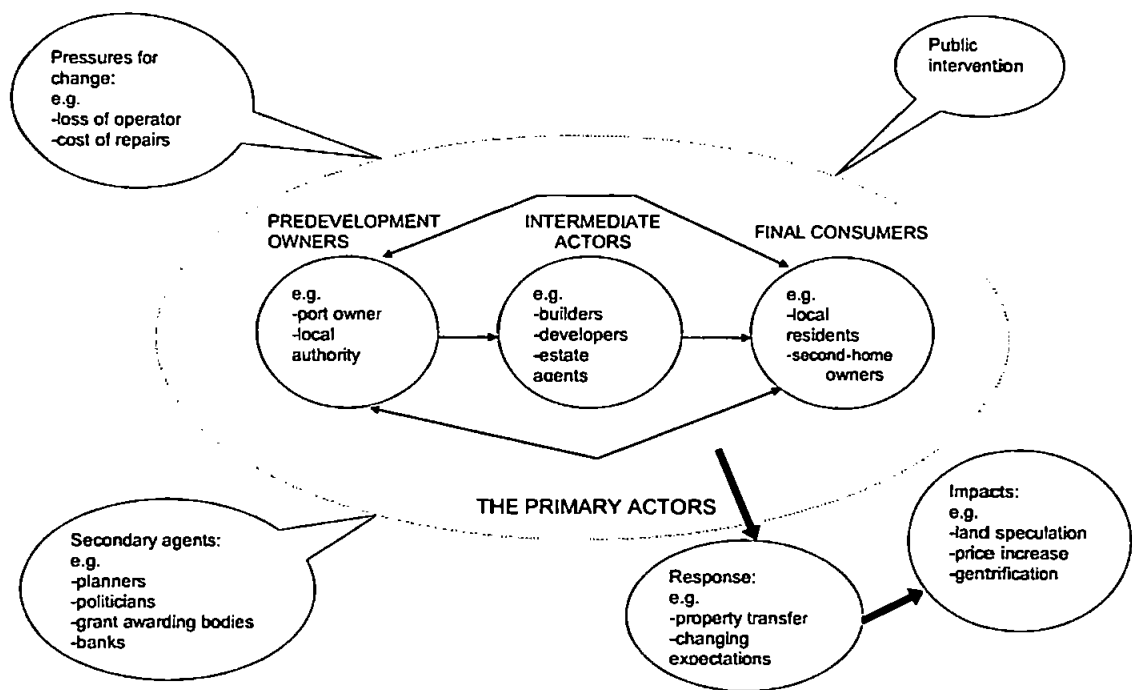 Pressures for
change:
e.g.
-loss of operator
-cost of repairs
Public
intervention
PREDEVELOPMENT
OWNERS
e.g.
-port owner
-local
authority
INTERMEDIATE
ACTORS
e.g.
-builders
-developers
-estate
agents
FINAL CONSUMERS
e.g.
-local
residents
-second-home
owners
THE PRIMARY ACTORS
Secondary agents:
e.g.
-planners
-politicians
-grant awarding bodies
-banks
Response:
e.g.
-property transfer
-changing
expectations
Impacts:
e.g.
-land speculation
-price increase
-gentrification